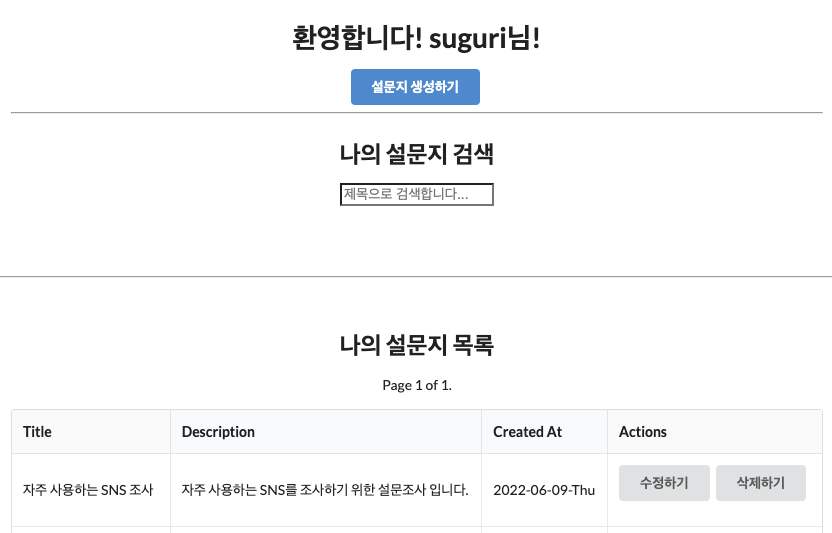 환영합니다! suguri님!
설문지 생성하기
나의 설문지 검색
제목으로 검색합니다...
나의 설문지 목록
Page 1 of 1.
Title Description Created At Actions
자주 사용하는 SNS 조사 자주 사용하는 SNS를 조사하기 위한 설문조사 입니다. 2022-06-09-Thu 수정하기 삭제하기